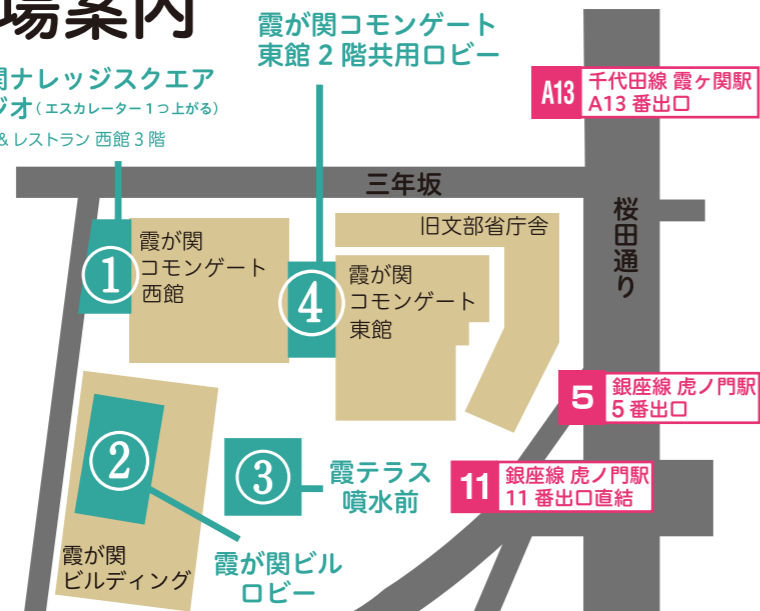 場案内
霞が関コモンゲート
東館 2 階共用ロビー
関ナレッジスクエア
ジオ(エスカレーター1つ上がる)
&レストラン 西館 3 階
A13
千代田線 霞ヶ関駅
A13 番出口
三年坂
桜田通り
旧文部省庁舎
①
霞が関
コモンゲート
西館
④
霞が関
コモンゲート
東館
5
銀座線 虎ノ門駅
5 番出口
②
③
霞テラス
噴水前
11
銀座線 虎ノ門駅
11 番出口直結
霞が関
ビルディング
霞が関ビル
ロビー